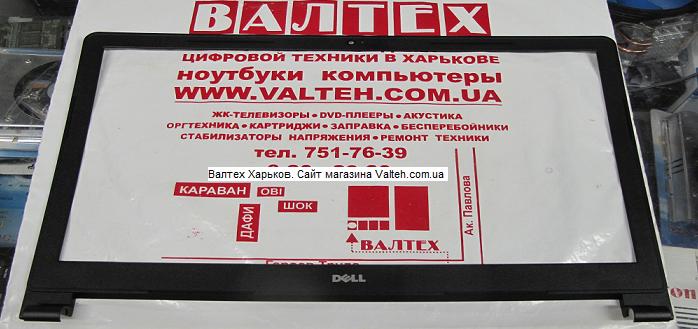 ВАЛТЕХ
ЦИФРОВОЙ ТЕХНИКИ В ХАРЬКОВЕ
ноутбуки компьютеры
WWW.VALTEH.COM.UA
ЖК-ТЕЛЕВИЗОРЫ • DVD-ПЛЕЕРЫ • АКУСТИКА
ОРГТЕХНИКА • КАРТРИДЖИ • ЗАПРАВКА • БЕСПЕРЕБОЙНИКИ
СТАБИЛИЗАТОРЫ НАПРЯЖЕНИЯ • РЕМОНТ ТЕХНИКИ
тел. 751-76-39
Валтех Харьков. Сайт магазина Valteh.com.ua
КАРАВАН
ОВІ
ШОК
ДАФИ
ВАЛТЕХ
Ак. Павлова
DELL